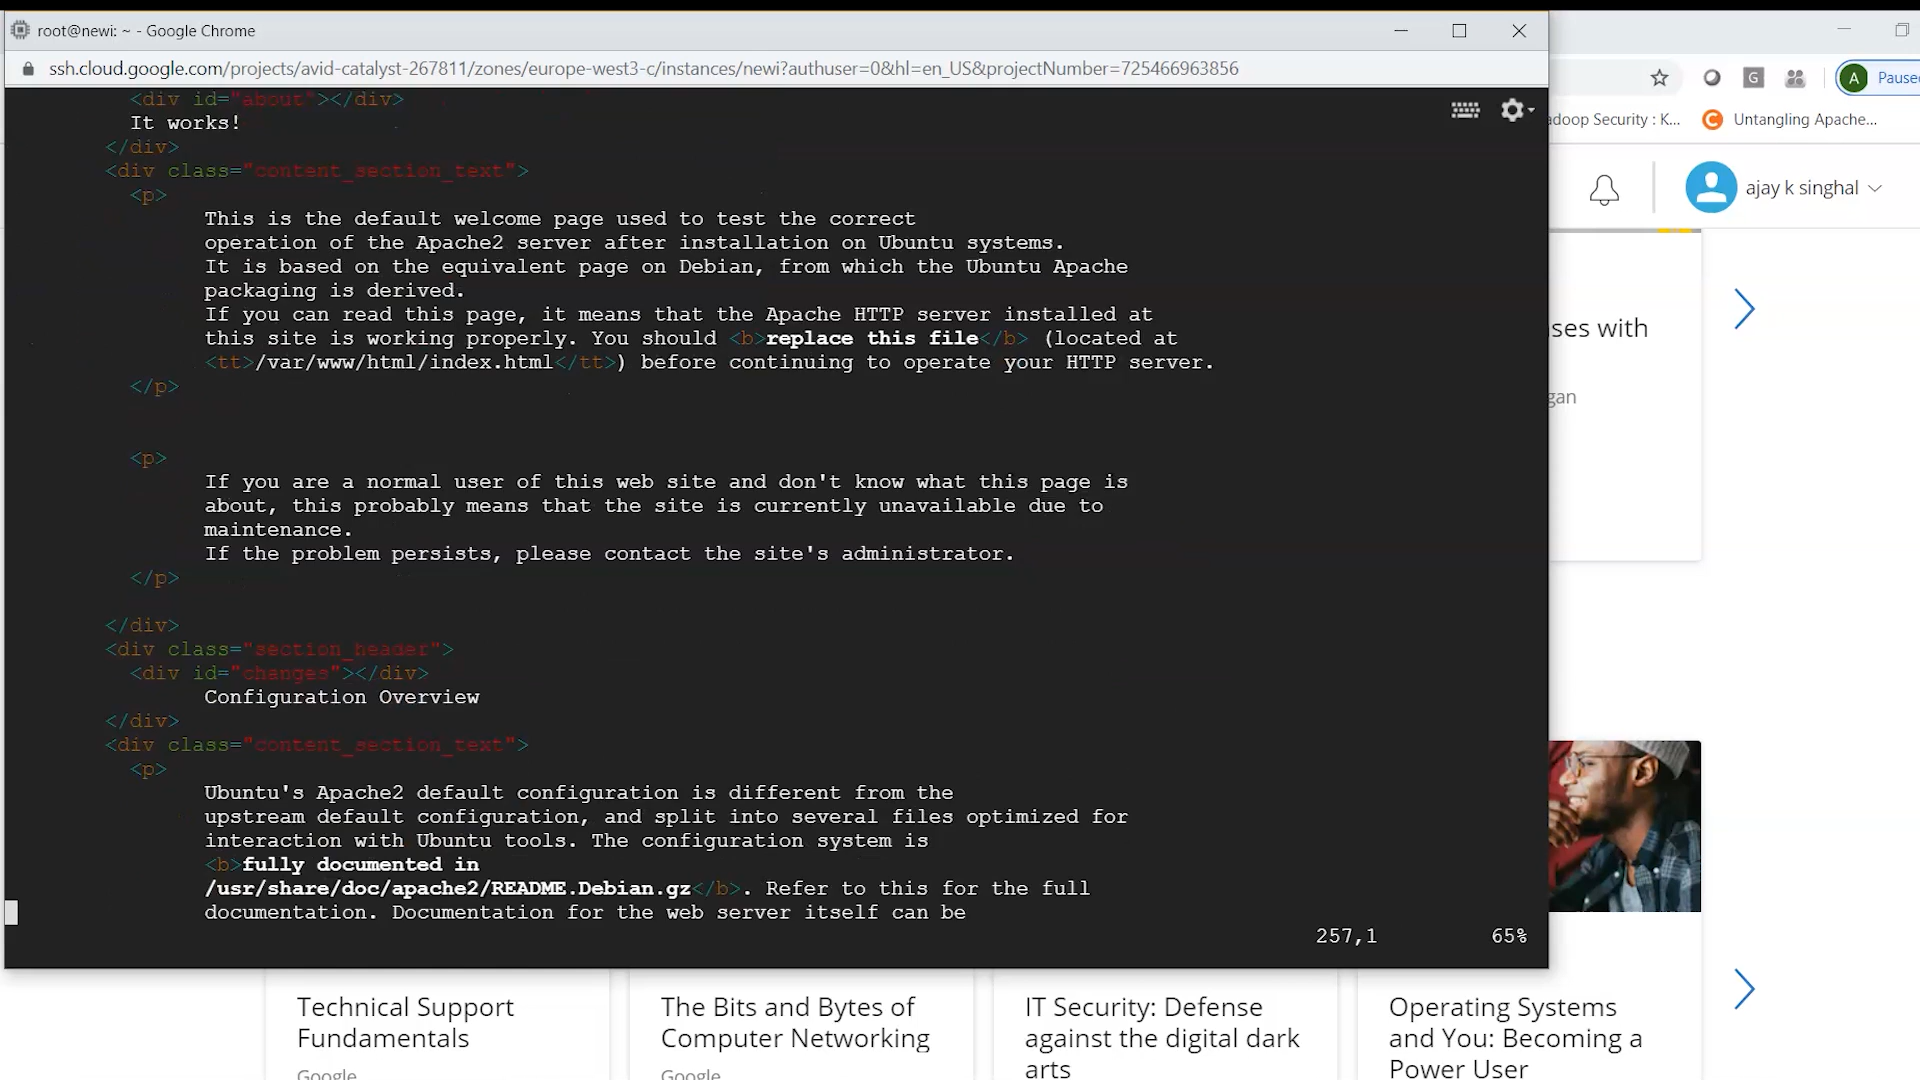 root@newi: ~ - Google Chrome
ssh.cloud.google.com/projects/avid-catalyst-267811/zones/europe-west3-c/instances/newi?authuser=0&hl=en_US&projectNumber=725466963856
G
A
Paused
adoop Security : K...
C
Untangling Apache...
ajay k singhal
<div id="about"></div>
It works!
</div>
<div class="content_section_text">
<p>
This is the default welcome page used to test the correct
operation of the Apache2 server after installation on Ubuntu systems.
It is based on the equivalent page on Debian, from which the Ubuntu Apache
packaging is derived.
If you can read this page, it means that the Apache HTTP server installed at
this site is working properly. You should <b>replace this file</b> (located at
<tt>/var/www/html/index.html</tt>) before continuing to operate your HTTP server.
</p>
<p>
If you are a normal user of this web site and don't know what this page is
about, this probably means that the site is currently unavailable due to
maintenance.
If the problem persists, please contact the site's administrator.
</p>
</div>
<div class="section_header">
<div id="changes"></div>
Configuration Overview
</div>
<div class="content_section_text">
<p>
Ubuntu's Apache2 default configuration is different from the
upstream default configuration, and split into several files optimized for
interaction with Ubuntu tools. The configuration system is
<b>fully documented in
/usr/share/doc/apache2/README.Debian.gz</b>. Refer to this for the full
documentation. Documentation for the web server itself can be
257,1 65%
ses with
gan
Technical Support
Fundamentals
Google
The Bits and Bytes of
Computer Networking
Google
IT Security: Defense
against the digital dark
arts
Operating Systems
and You: Becoming a
Power User